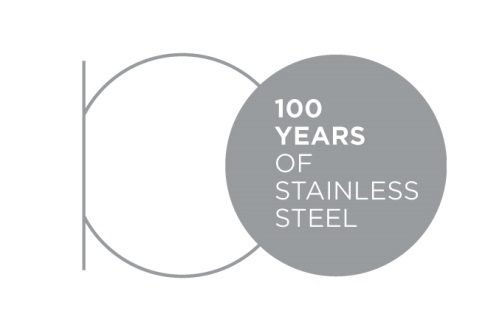 100
YEARS
OF
STAINLESS
STEEL